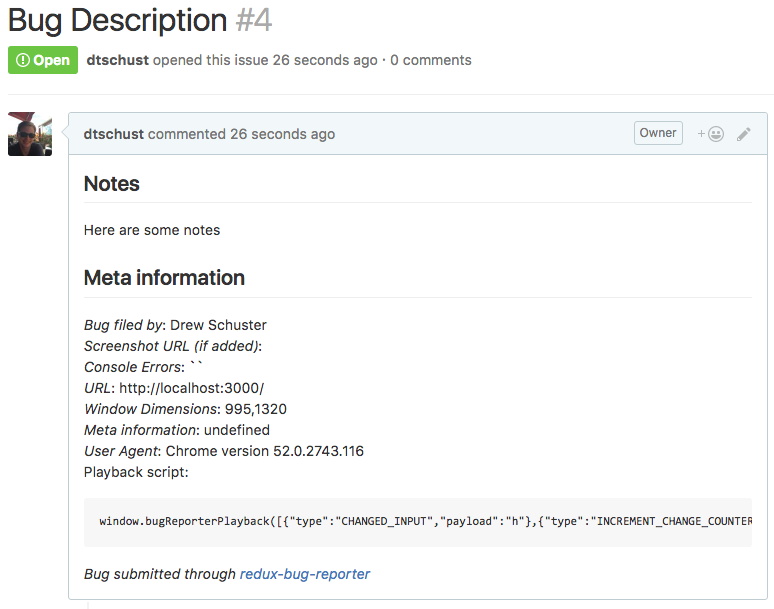 Bug Description #4
Open dtschust opened this issue 26 seconds ago · 0 comments
dtschust commented 26 seconds ago Owner +
Notes
Here are some notes
Meta information
Bug filed by: Drew Schuster
Screenshot URL (if added):
Console Errors: ``
URL: http://localhost:3000/
Window Dimensions: 995,1320
Meta information: undefined
User Agent: Chrome version 52.0.2743.116
Playback script:
window.bugReporterPlayback([{"type":"CHANGED_INPUT","payload":"h"},{"type":"INCREMENT_CHANGE_COUNTER
Bug submitted through redux-bug-reporter